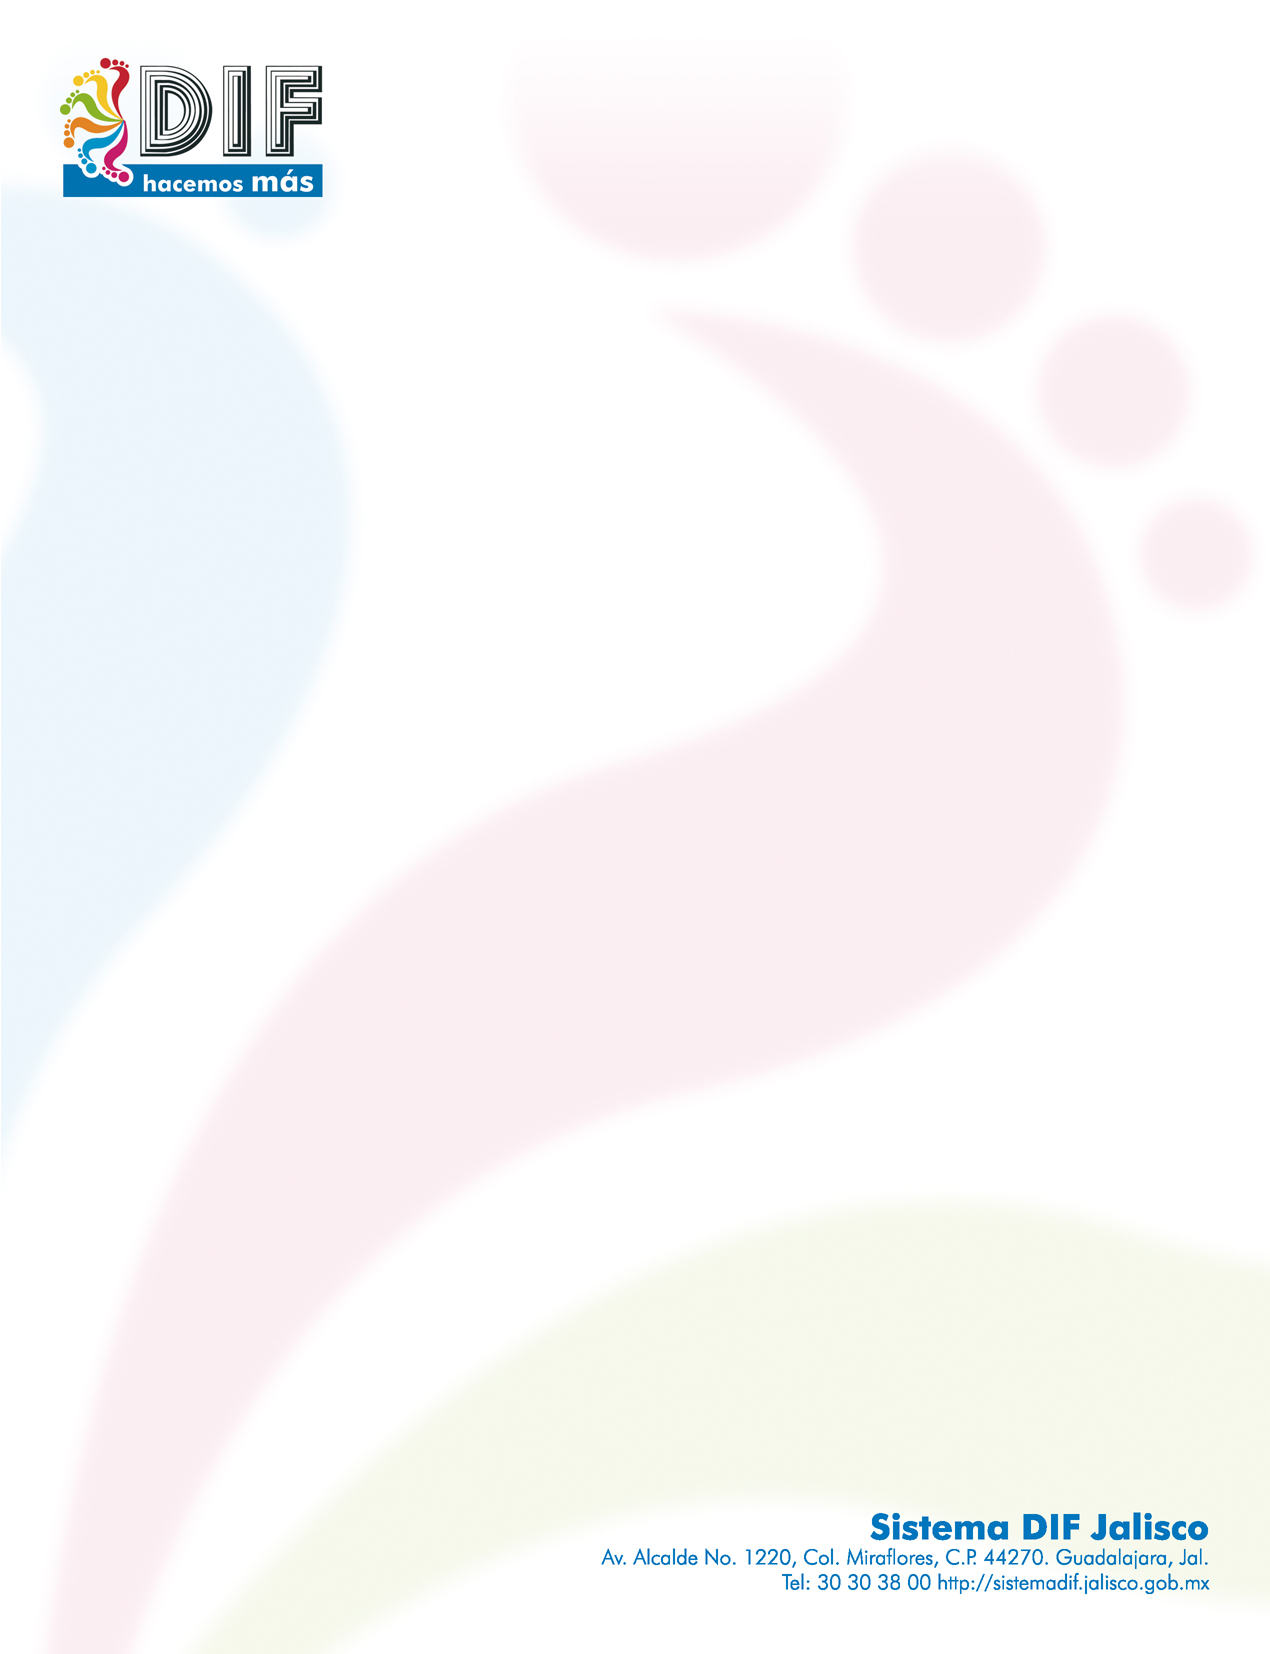 DIF
hacemos más
Sistema DIF Jalisco
Av. Alcalde No. 1220, Col. Miraflores, C.P. 44270. Guadalajara, Jal.
Tel: 30 30 38 00 http://sistemadif.jalisco.gob.mx